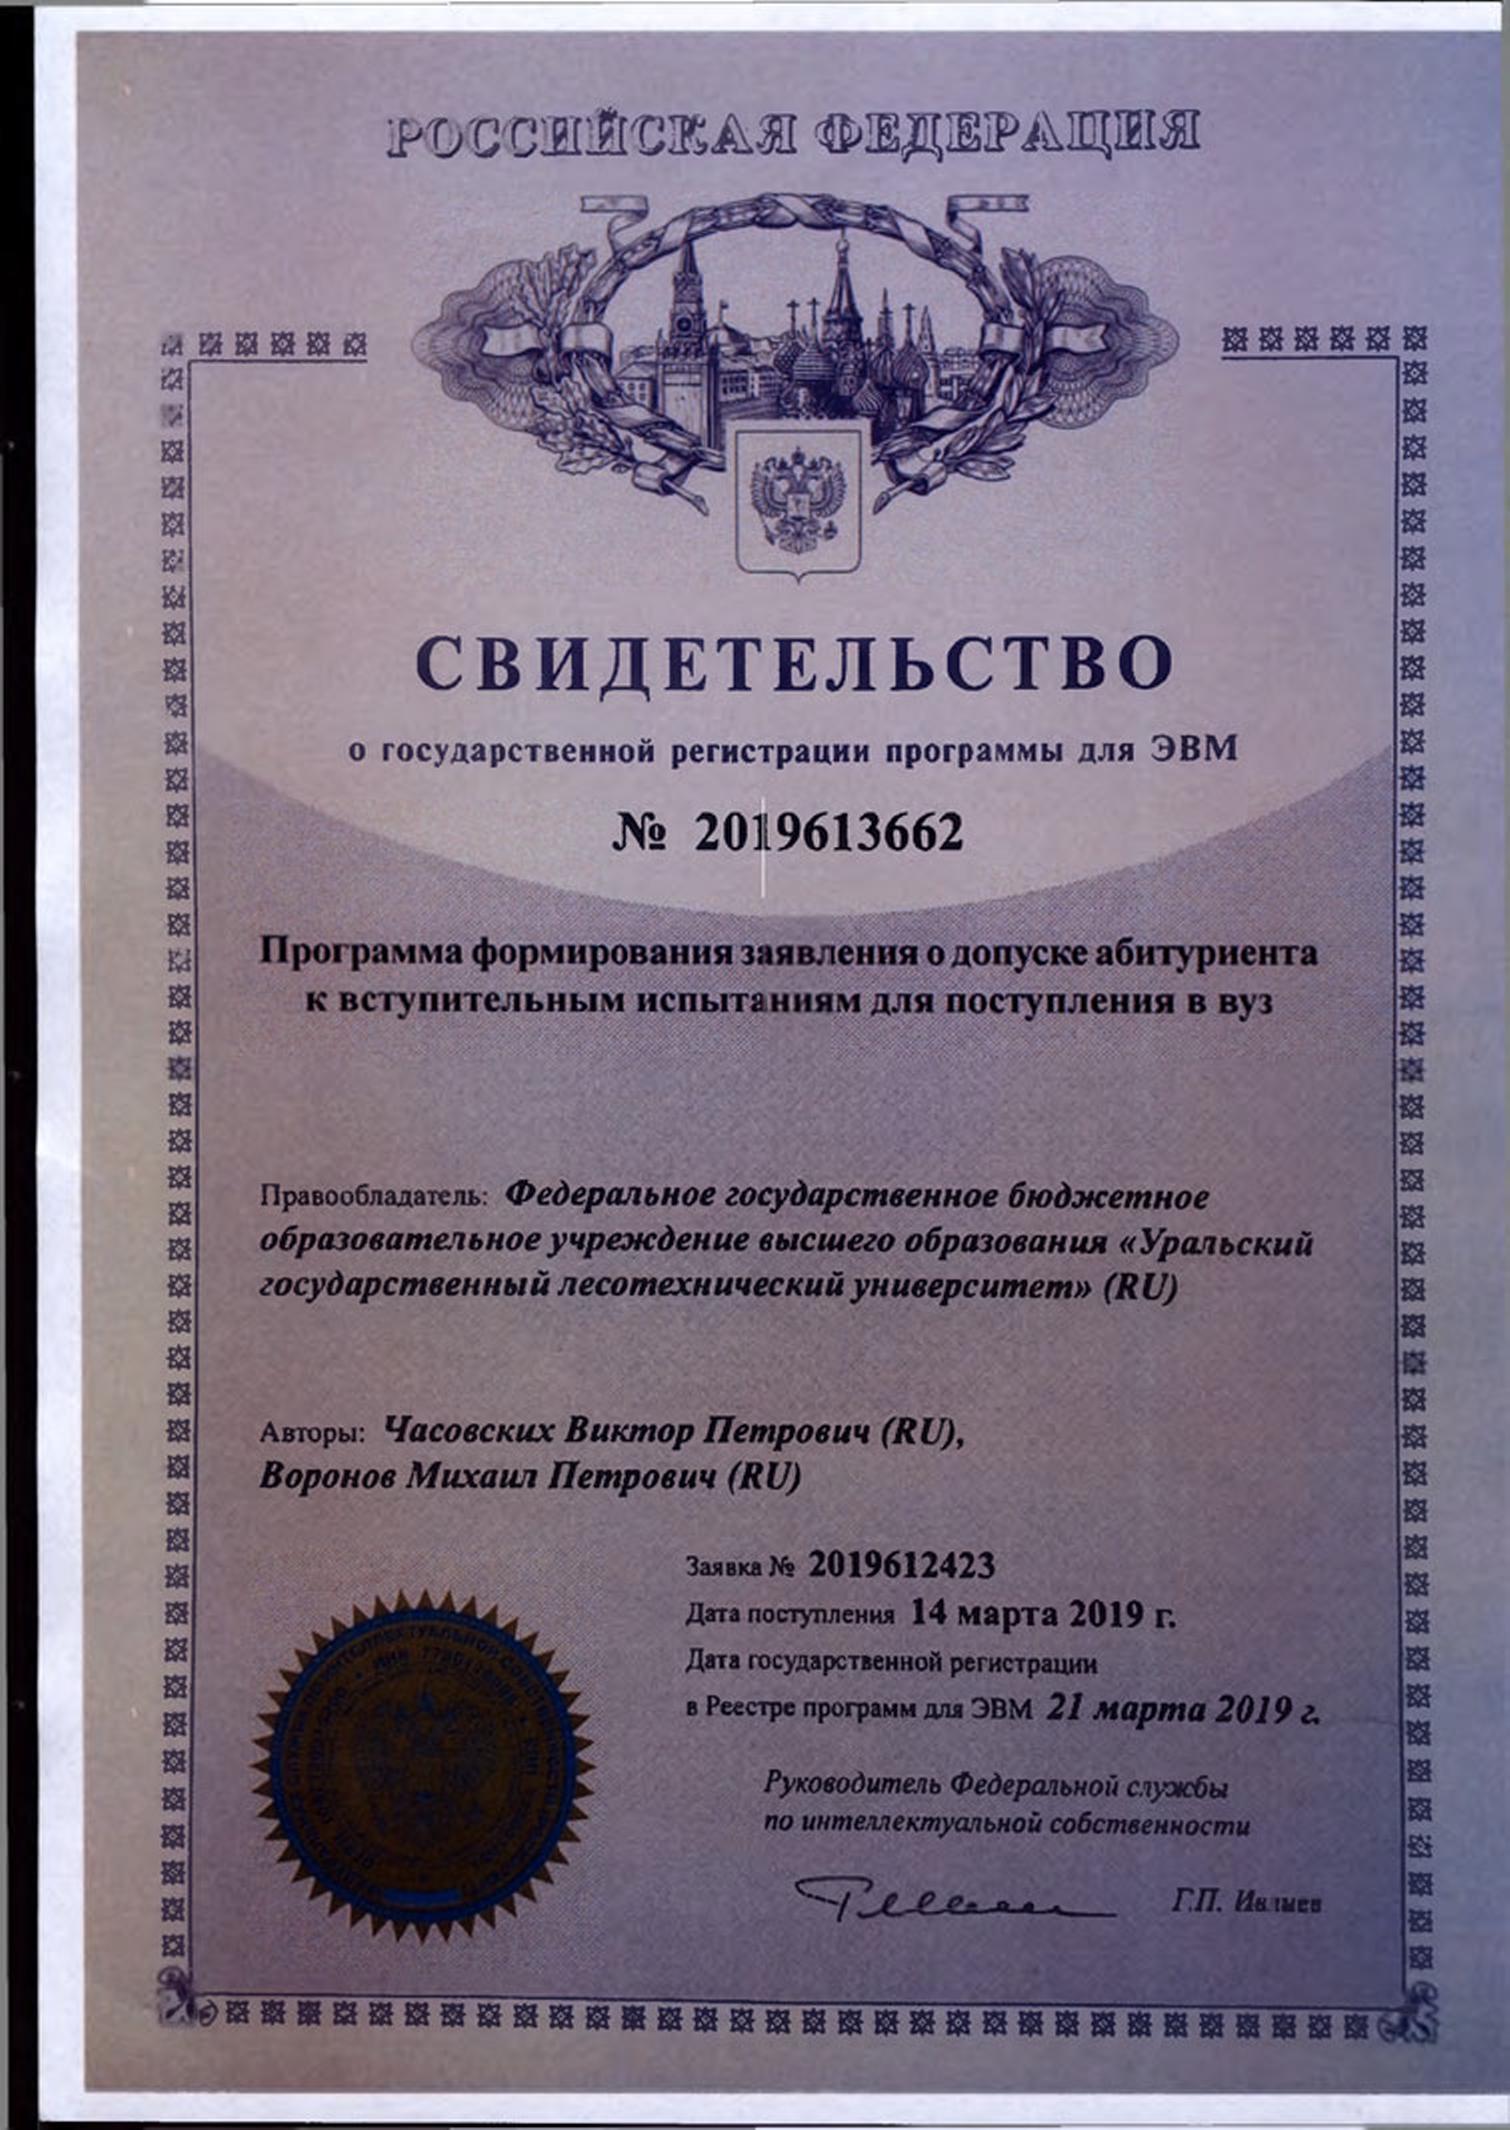 РОССИЙСКАЯ ФЕДЕРАЦИЯ
СВИДЕТЕЛЬСТВО
о государственной регистрации программы для ЭВМ
№ 2019613662
Программа формирования заявления о допуске абитуриента
к вступительным испытаниям для поступления в вуз
Правообладатель: Федеральное государственное бюджетное
образовательное учреждение высшего образования «Уральский
государственный лесотехнический университет» (RU)
Авторы: Часовских Виктор Петрович (RU),
Воронов Михаил Петрович (RU)
Заявка № 2019612423
Дата поступления 14 марта 2019 г.
Дата государственной регистрации
в Реестре программ для ЭВМ 21 марта 2019 г.
Руководитель Федеральной службы
по интеллектуальной собственности
Г.П. Ивлиев